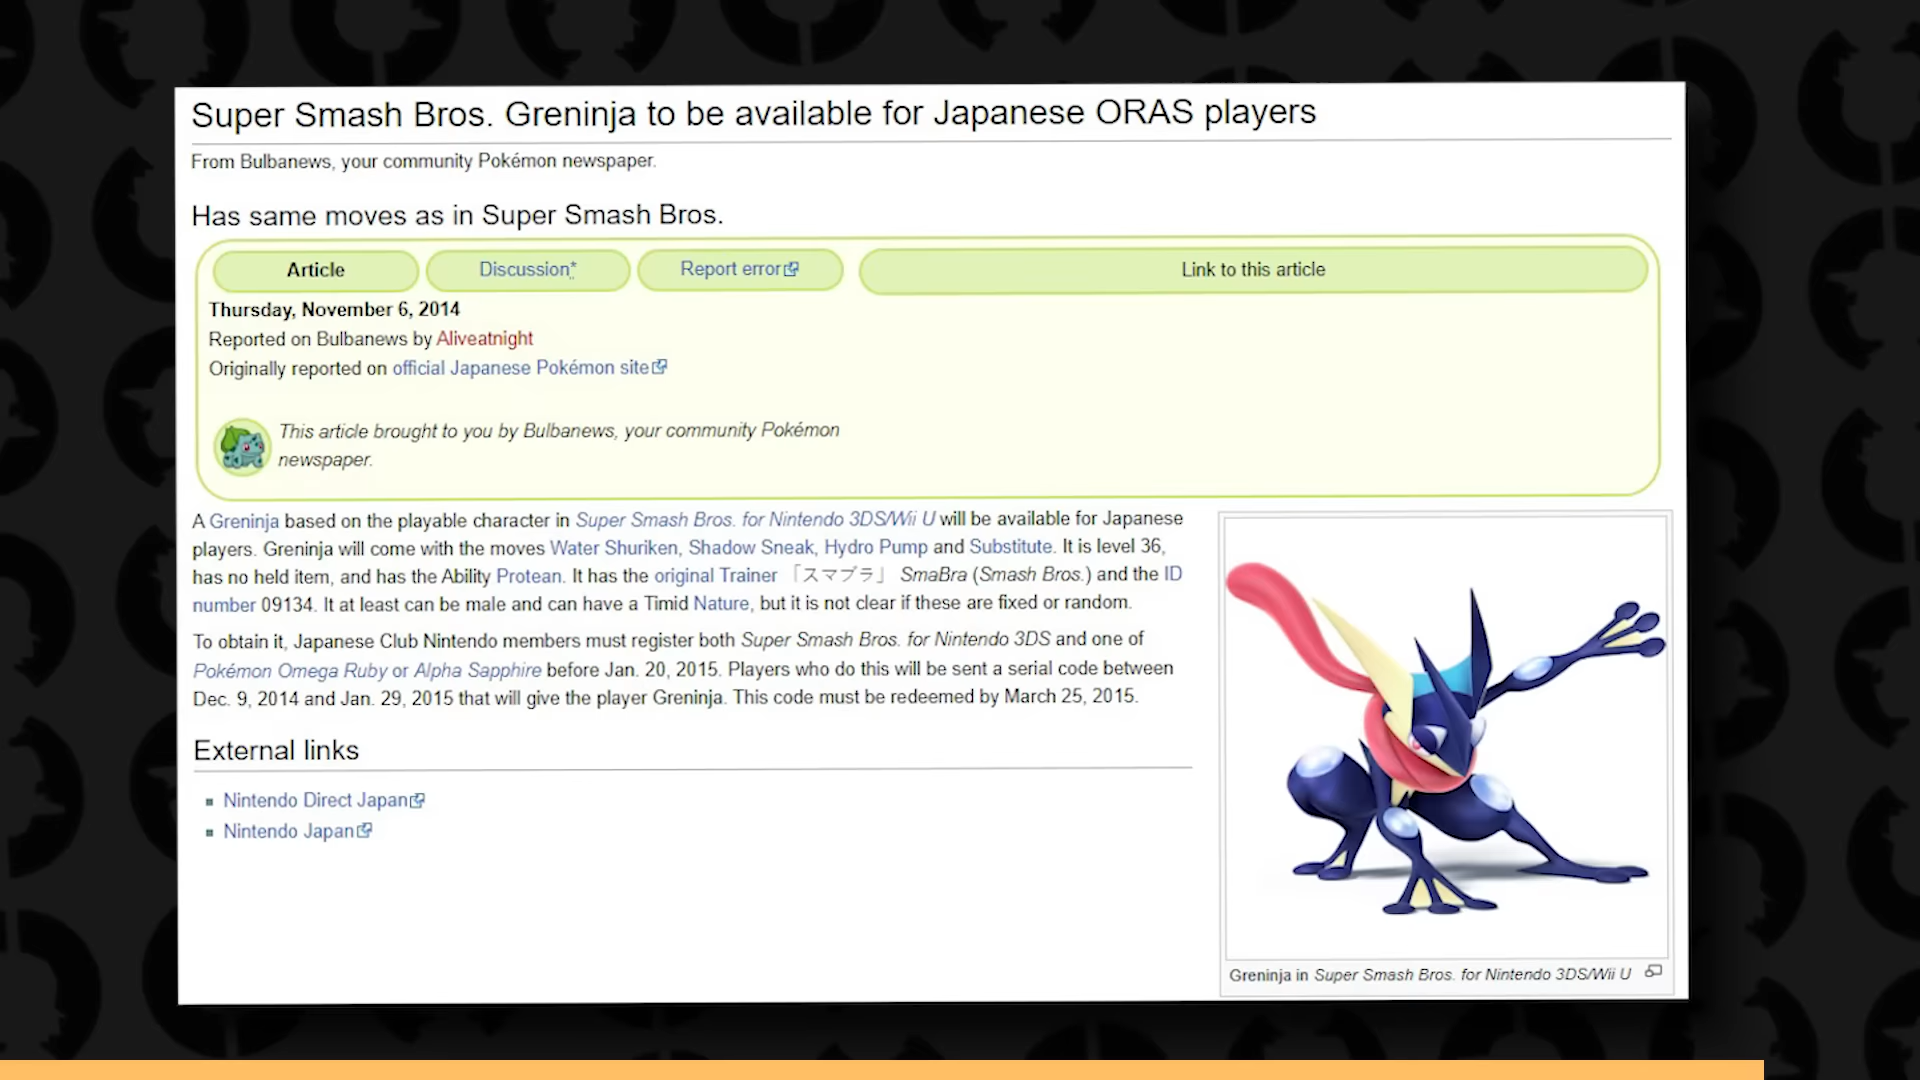 Super Smash Bros. Greninja to be available for Japanese ORAS players
From Bulbanews, your community Pokémon newspaper.
Has same moves as in Super Smash Bros.
Article
Discussion*
Report error
Link to this article
Thursday, November 6, 2014
Reported on Bulbanews by Aliveatnight
Originally reported on official Japanese Pokémon site
This article brought to you by Bulbanews, your community Pokémon
newspaper.
A Greninja based on the playable character in Super Smash Bros. for Nintendo 3DS/Wii U will be available for Japanese
players. Greninja will come with the moves Water Shuriken, Shadow Sneak, Hydro Pump and Substitute. It is level 36,
has no held item, and has the Ability Protean. It has the original Trainer 「スマブラ」 SmaBra (Smash Bros.) and the ID
number 09134. It at least can be male and can have a Timid Nature, but it is not clear if these are fixed or random.
To obtain it, Japanese Club Nintendo members must register both Super Smash Bros. for Nintendo 3DS and one of
Pokémon Omega Ruby or Alpha Sapphire before Jan. 20, 2015. Players who do this will be sent a serial code between
Dec. 9, 2014 and Jan. 29, 2015 that will give the player Greninja. This code must be redeemed by March 25, 2015.
External links
Nintendo Direct Japan
Nintendo Japan
Greninja in Super Smash Bros. for Nintendo 3DS/Wii U